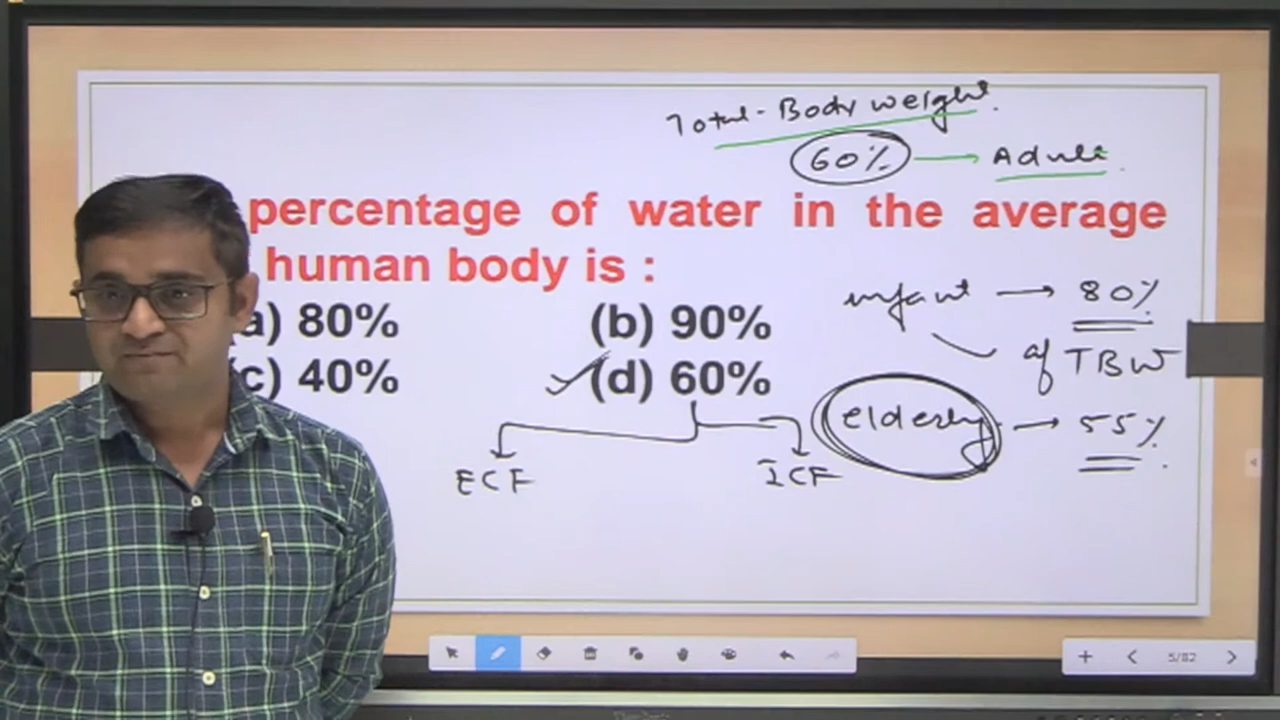 Total-Body weight.
60% → Adult.
percentage of water in the average
human body is :
a) 80% (b) 90%
infant → 80%
of TBW
c) 40% ✓(d) 60%
elderly → 55%.
ECF ICF
5/82